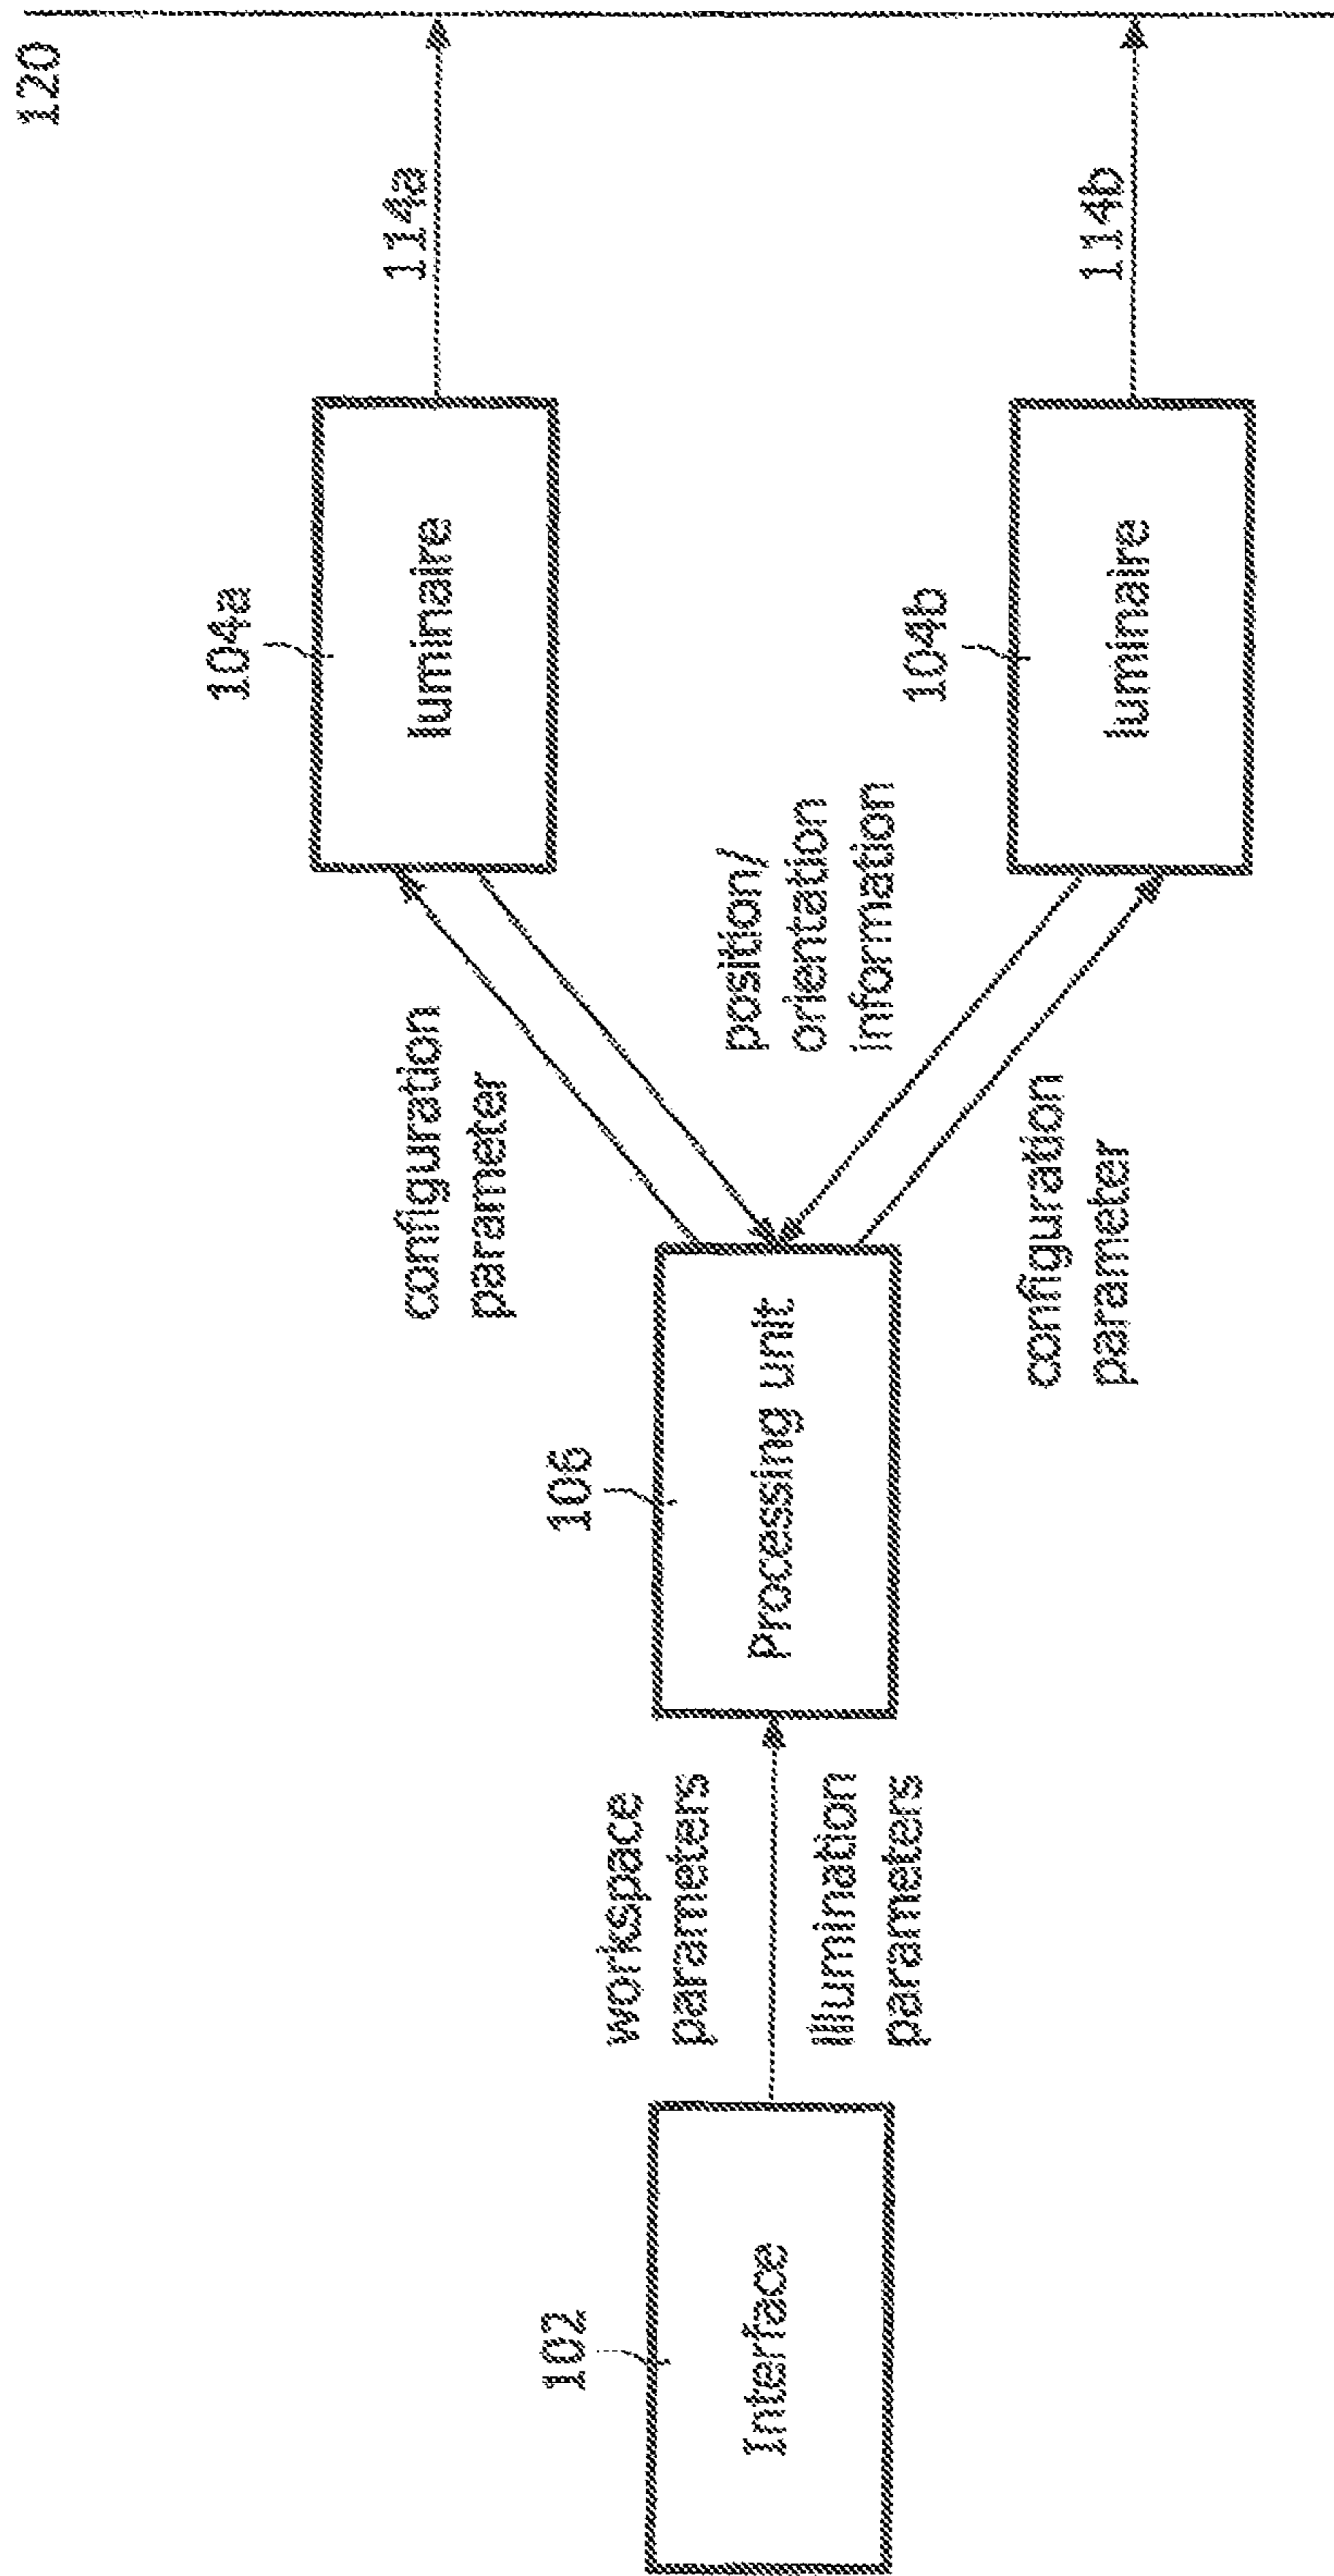 120
114a
114b
104a
luminaire
104b
luminaire
configuration
parameter
position/
orientation
information
configuration
parameter
106
Processing unit
workspace
parameters
illumination
parameters
102
Interface